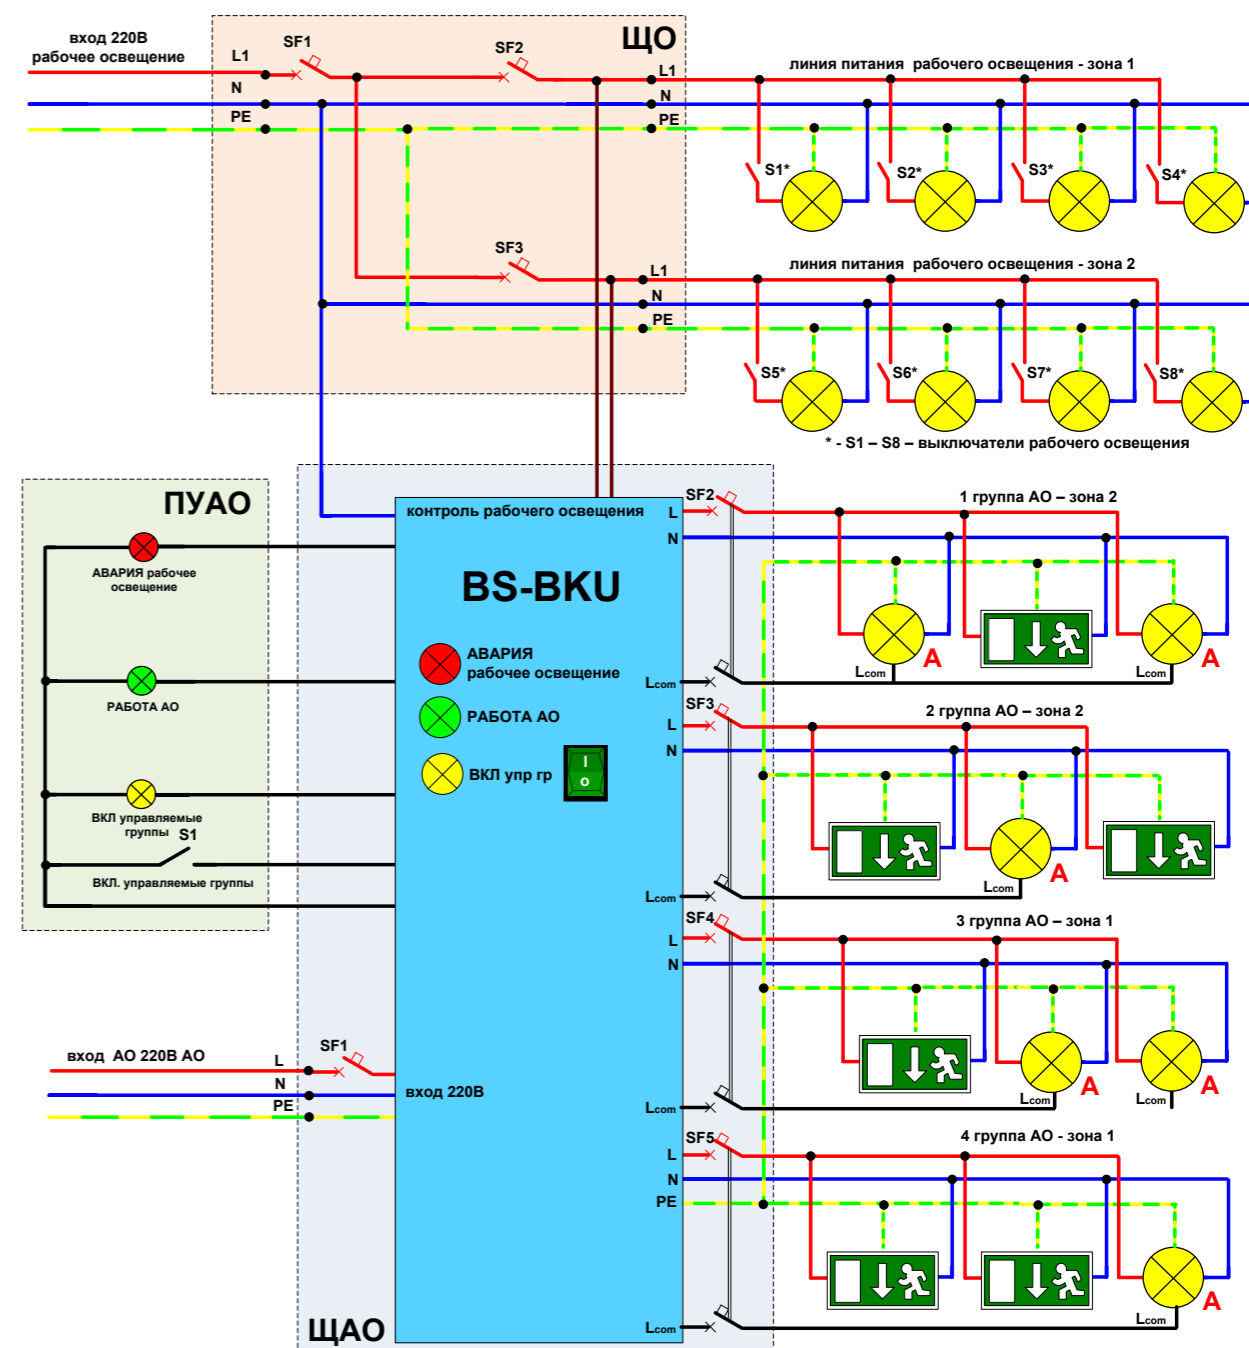 вход 220В
рабочее освещение
L1
N
PE
SF1
SF2
ЩО
L1
N
PE
линия питания рабочего освещения - зона 1
S1*
S2*
S3*
S4*
SF3
L1
N
PE
линия питания рабочего освещения - зона 2
S5*
S6*
S7*
S8*
* - S1 – S8 – выключатели рабочего освещения
ПУАО
АВАРИЯ рабочее
освещение
РАБОТА АО
ВКЛ управляемые
группы
S1
ВКЛ. управляемые группы
контроль рабочего освещения
BS-BKU
АВАРИЯ
рабочее освещение
РАБОТА АО
ВКЛ упр гр
I
o
вход АО 220В АО
L
N
PE
SF1
вход 220В
ЩАО
SF2
L
N
Lcom
1 группа АО – зона 2
A
A
Lcom
Lcom
SF3
L
N
Lcom
2 группа АО – зона 2
A
Lcom
SF4
L
N
Lcom
3 группа АО – зона 1
A
A
Lcom
Lcom
SF5
L
N
PE
Lcom
4 группа АО - зона 1
A
Lcom